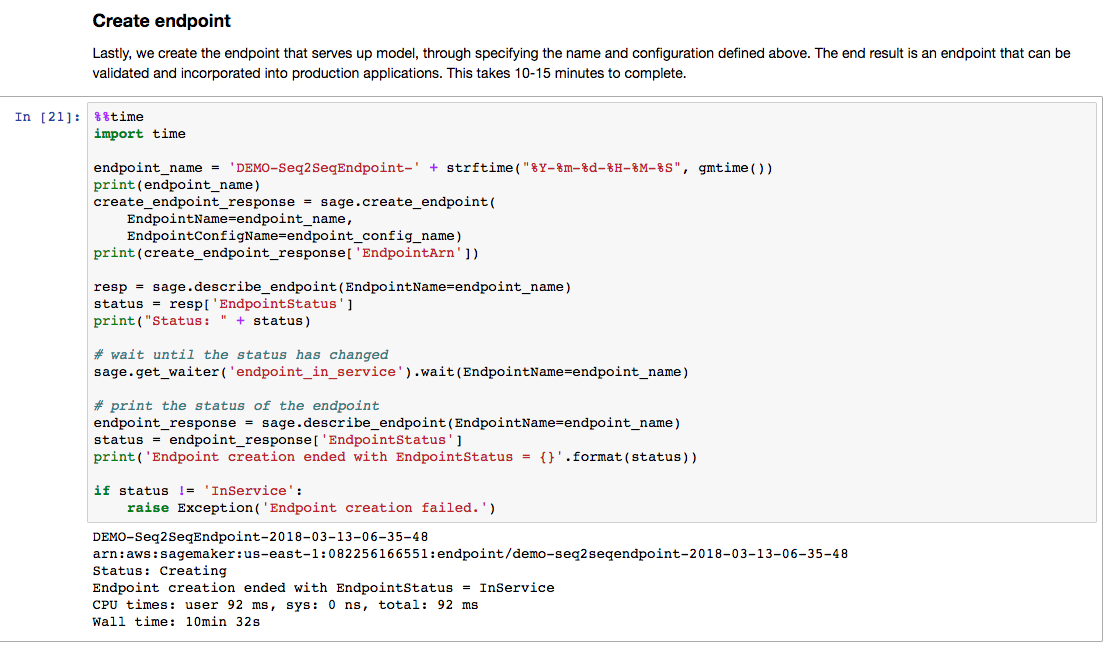 Create endpoint
Lastly, we create the endpoint that serves up model, through specifying the name and configuration defined above. The end result is an endpoint that can be
validated and incorporated into production applications. This takes 10-15 minutes to complete.
In [21]: %%time
import time
endpoint_name = 'DEMO-Seq2SeqEndpoint-' + strftime("%Y-%m-%d-%H-%M-%S", gmtime())
print(endpoint_name)
create_endpoint_response = sage.create_endpoint(
    EndpointName=endpoint_name,
    EndpointConfigName=endpoint_config_name)
print(create_endpoint_response['EndpointArn'])
resp = sage.describe_endpoint(EndpointName=endpoint_name)
status = resp['EndpointStatus']
print("Status: " + status)
# wait until the status has changed
sage.get_waiter('endpoint_in_service').wait(EndpointName=endpoint_name)
# print the status of the endpoint
endpoint_response = sage.describe_endpoint(EndpointName=endpoint_name)
status = endpoint_response['EndpointStatus']
print('Endpoint creation ended with EndpointStatus = {}'.format(status))
if status != 'InService':
    raise Exception('Endpoint creation failed.')
DEMO-Seq2SeqEndpoint-2018-03-13-06-35-48
arn:aws:sagemaker:us-east-1:082256166551:endpoint/demo-seq2seqendpoint-2018-03-13-06-35-48
Status: Creating
Endpoint creation ended with EndpointStatus = InService
CPU times: user 92 ms, sys: 0 ns, total: 92 ms
Wall time: 10min 32s